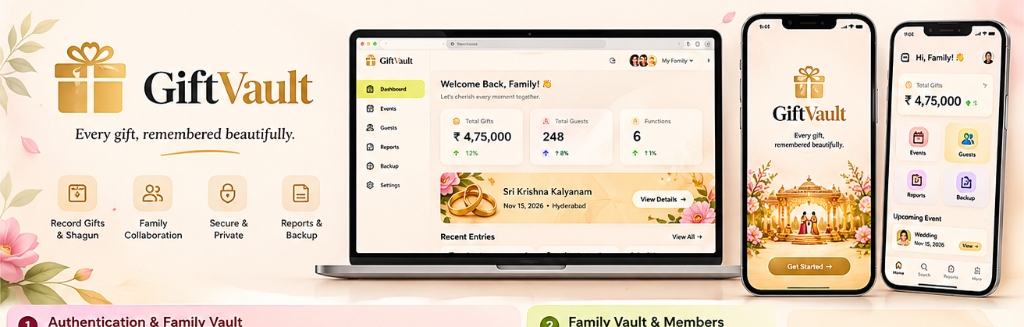 GiftVault
Every gift, remembered beautifully.
Record Gifts
& Shagun
Family
Collaboration
Secure &
Private
Reports &
Backup
GiftVault
My Family
Dashboard
Events
Guests
Reports
Backup
Settings
Welcome Back, Family! 👋
Let's cherish every moment together.
Total Gifts
₹ 4,75,000
↑ 12%
Total Guests
248
↑ 8%
Functions
6
↑ 1%
Sri Krishna Kalyanam
Nov 15, 2026 • Hyderabad
View Details →
Recent Entries
View All →
GiftVault
Every gift,
remembered beautifully.
Get Started →
Hi, Family! 👋
Total Gifts
₹ 4,75,000
Events
Guests
Reports
Backup
Upcoming Event
Wedding
Nov 15, 2026
View →
Home
Search
Reports
More
1 Authentication & Family Vault
2 Family Vault & Members